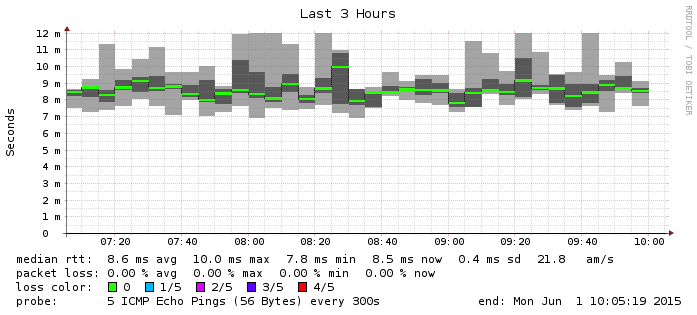 Last 3 Hours
RRDTOOL / TOBI OETIKER
Seconds
12 m
11 m
10 m
9 m
8 m
7 m
6 m
5 m
4 m
3 m
2 m
1 m
0
07:20 07:40 08:00 08:20 08:40 09:00 09:20 09:40 10:00
median rtt: 8.6 ms avg 10.0 ms max 7.8 ms min 8.5 ms now 0.4 ms sd 21.8 am/s
packet loss: 0.00 % avg 0.00 % max 0.00 % min 0.00 % now
loss color: 0 1/5 2/5 3/5 4/5
probe: 5 ICMP Echo Pings (56 Bytes) every 300s end: Mon Jun 1 10:05:19 2015